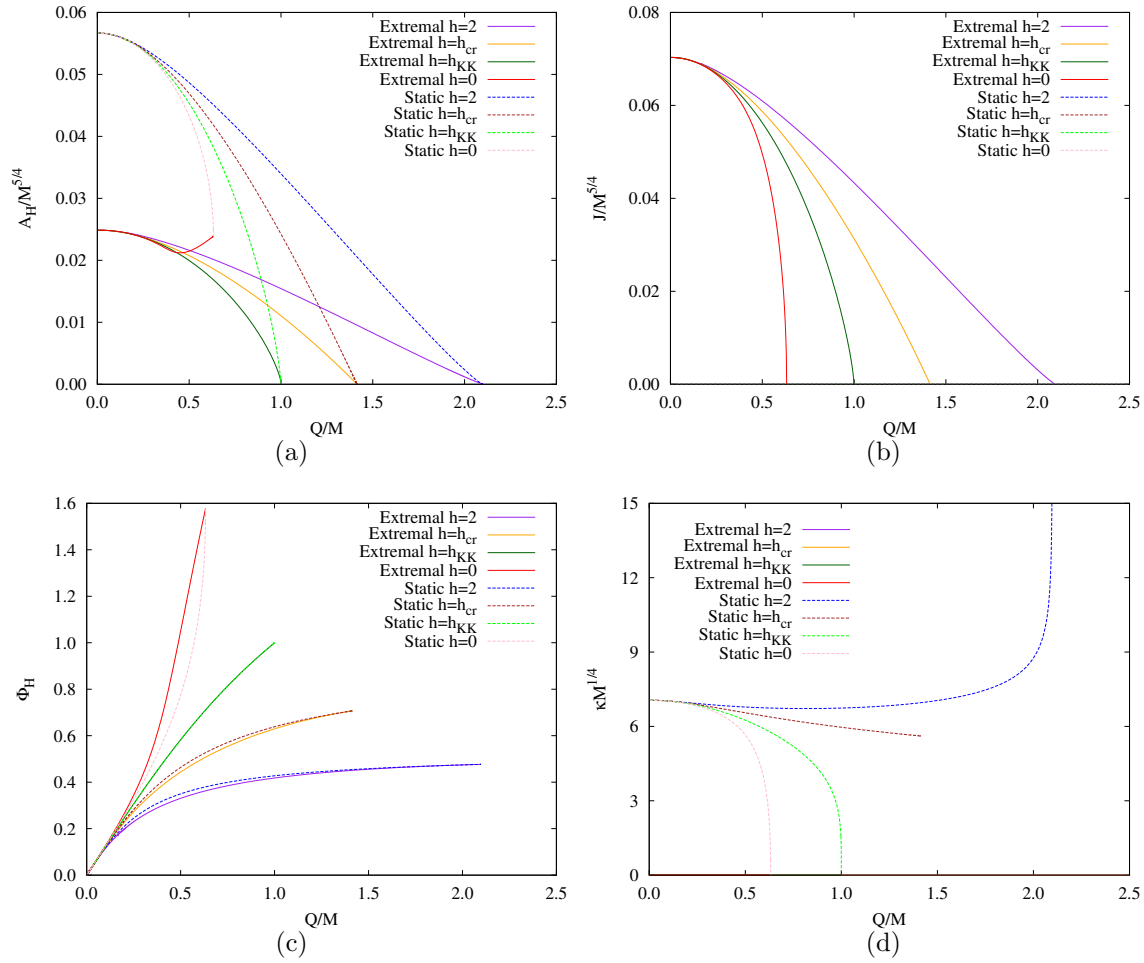 0.06
0.05
0.04
0.03
0.02
0.01
0.00
A_H/M^{5/4}
0.0 0.5 1.0 1.5 2.0 2.5
Q/M
Extremal h=2
Extremal h=h_cr
Extremal h=h_KK
Extremal h=0
Static h=2
Static h=h_cr
Static h=h_KK
Static h=0
(a)
0.08
0.06
0.04
0.02
0.00
J/M^{5/4}
0.0 0.5 1.0 1.5 2.0 2.5
Q/M
Extremal h=2
Extremal h=h_cr
Extremal h=h_KK
Extremal h=0
Static h=2
Static h=h_cr
Static h=h_KK
Static h=0
(b)
1.6
1.4
1.2
1.0
0.8
0.6
0.4
0.2
0.0
Φ_H
0.0 0.5 1.0 1.5 2.0 2.5
Q/M
Extremal h=2
Extremal h=h_cr
Extremal h=h_KK
Extremal h=0
Static h=2
Static h=h_cr
Static h=h_KK
Static h=0
(c)
15
12
9
6
3
0
κM^{1/4}
0.0 0.5 1.0 1.5 2.0 2.5
Q/M
Extremal h=2
Extremal h=h_cr
Extremal h=h_KK
Extremal h=0
Static h=2
Static h=h_cr
Static h=h_KK
Static h=0
(d)